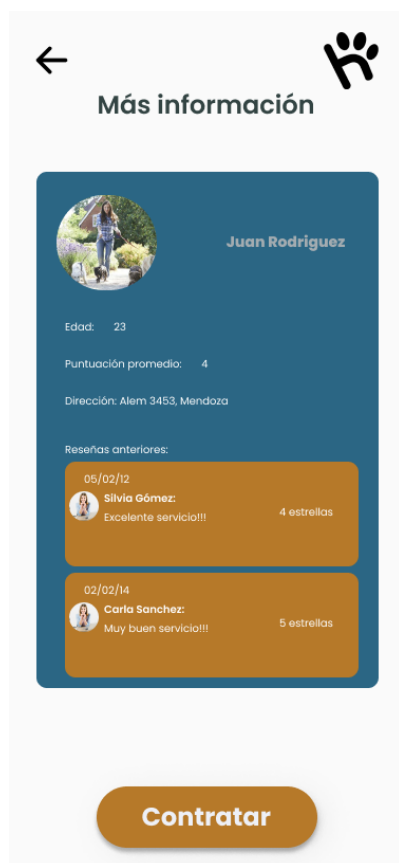 Más información
Juan Rodriguez
Edad: 23
Puntuación promedio: 4
Dirección: Alem 3453, Mendoza
Reseñas anteriores:
05/02/12
Silvia Gómez:
Excelente servicio!!! 4 estrellas
02/02/14
Carla Sanchez:
Muy buen servicio!!! 5 estrellas
Contratar